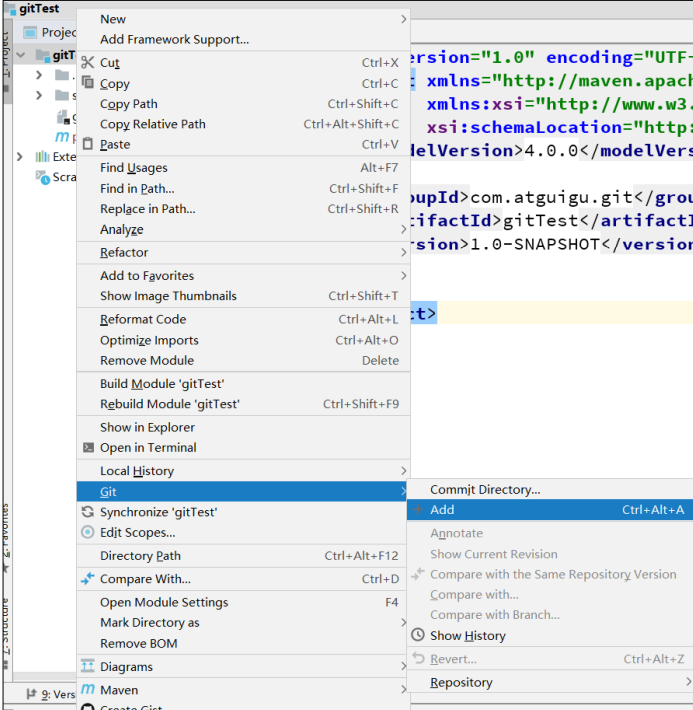 gitTest
Project
1: Project
gitT
Exte
Scra
New
Add Framework Support...
Cut Ctrl+X
Copy Ctrl+C
Copy Path Ctrl+Shift+C
Copy Relative Path Ctrl+Alt+Shift+C
Paste Ctrl+V
Find Usages Alt+F7
Find in Path... Ctrl+Shift+F
Replace in Path... Ctrl+Shift+R
Analyze
Refactor
Add to Favorites
Show Image Thumbnails Ctrl+Shift+T
Reformat Code Ctrl+Alt+L
Optimize Imports Ctrl+Alt+O
Remove Module Delete
Build Module 'gitTest'
Rebuild Module 'gitTest' Ctrl+Shift+F9
Show in Explorer
Open in Terminal
Local History
Git
Synchronize 'gitTest'
Edit Scopes...
Directory Path Ctrl+Alt+F12
Compare With... Ctrl+D
Open Module Settings F4
Mark Directory as
Remove BOM
Diagrams
Maven
Create Gist...
ersion="1.0" encoding="UTF-
xmlns="http://maven.apach
xmlns:xsi="http://www.w3.
xsi:schemaLocation="http:
delVersion>4.0.0</modelVers
oupId>com.atguigu.git</grou
tifactId>gitTest</artifactI
rsion>1.0-SNAPSHOT</version
ct>
Commit Directory...
Add Ctrl+Alt+A
Annotate
Show Current Revision
Compare with the Same Repository Version
Compare with...
Compare with Branch...
Show History
Revert... Ctrl+Alt+Z
Repository
2: Favorites
7: Structure
9: Vers